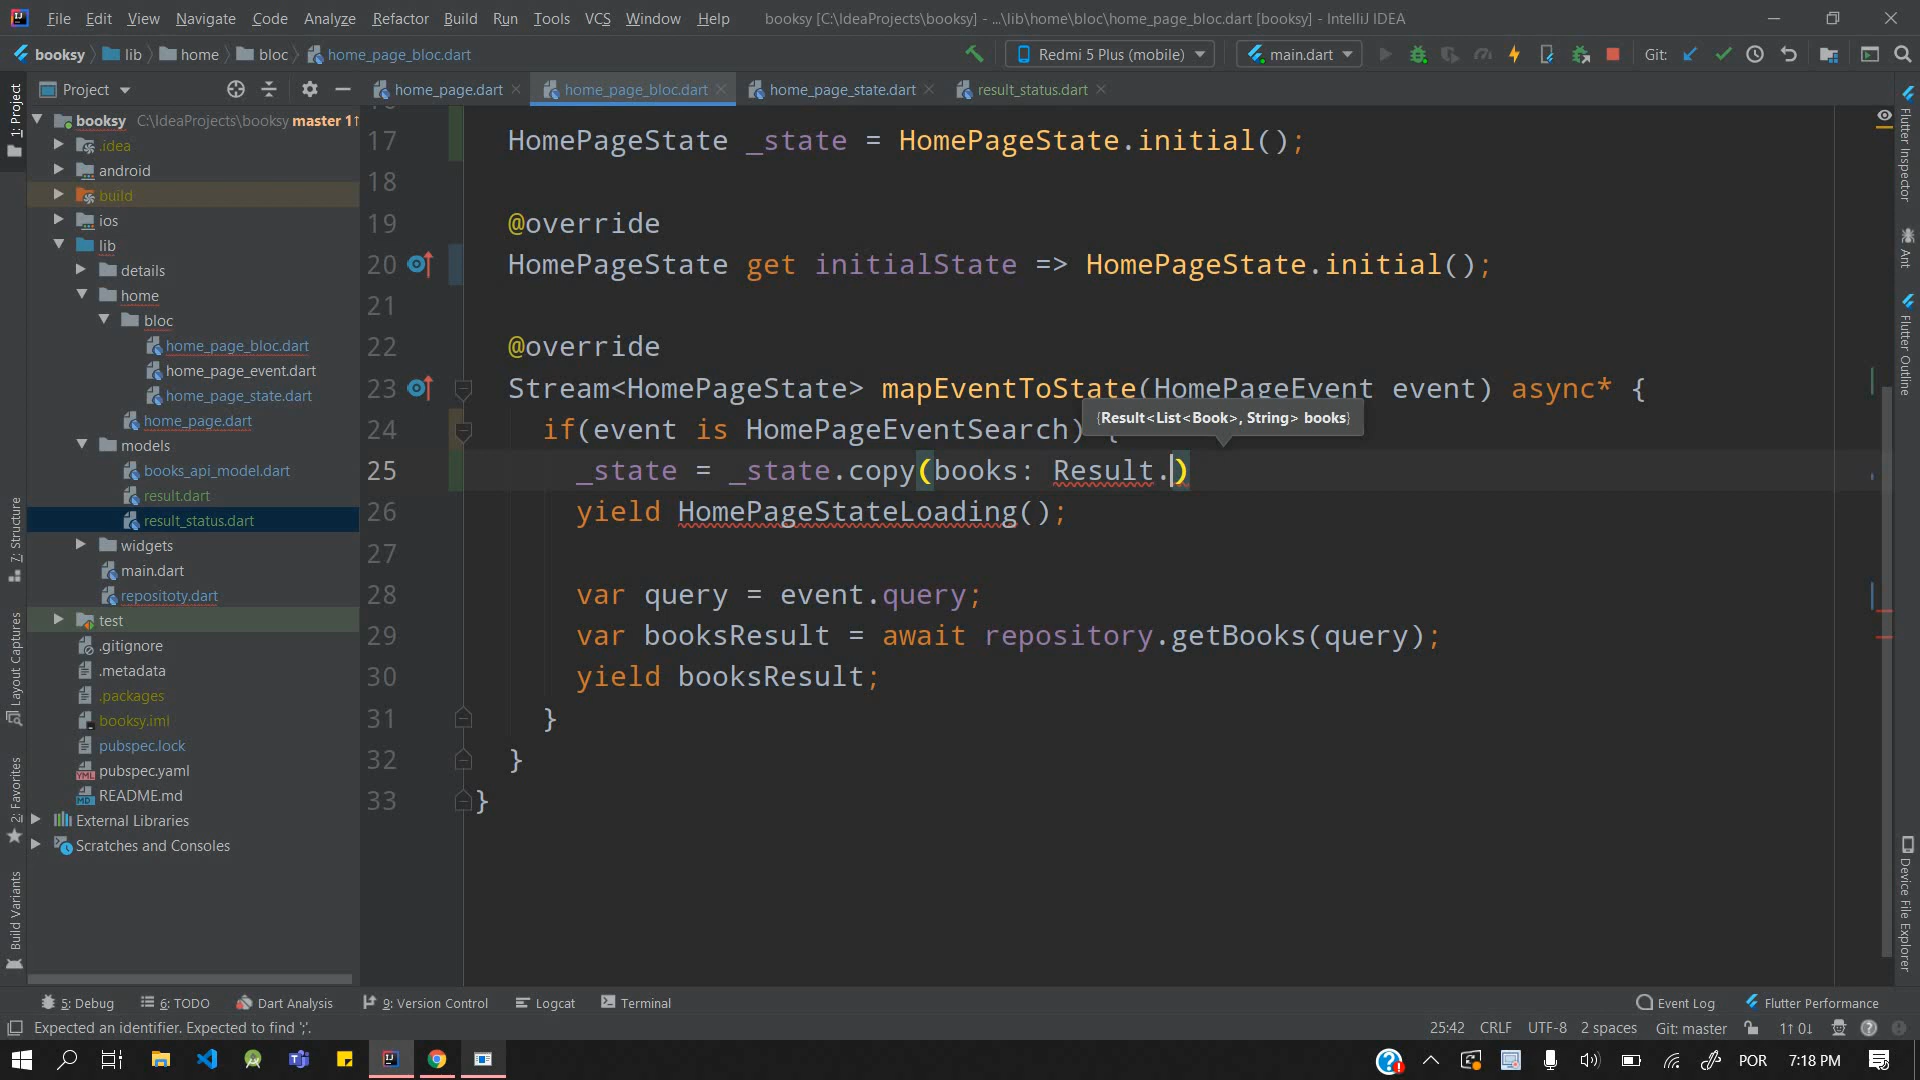 File Edit View Navigate Code Analyze Refactor Build Run Tools VCS Window Help booksy [C:\IdeaProjects\booksy] - ...\lib\home\bloc\home_page_bloc.dart [booksy] - IntelliJ IDEA
booksy lib home bloc home_page_bloc.dart Redmi 5 Plus (mobile) main.dart Git:
Project home_page.dart home_page_bloc.dart home_page_state.dart result_status.dart
booksy C:\IdeaProjects\booksy master 1↑
.idea
android
build
ios
lib
details
home
bloc
home_page_bloc.dart
home_page_event.dart
home_page_state.dart
home_page.dart
models
books_api_model.dart
result.dart
result_status.dart
widgets
main.dart
repositoty.dart
test
.gitignore
.metadata
.packages
booksy.iml
pubspec.lock
pubspec.yaml
README.md
External Libraries
Scratches and Consoles
1: Project
7: Structure
Layout Captures
2: Favorites
Build Variants
17 HomePageState _state = HomePageState.initial();
18
19 @override
20 HomePageState get initialState => HomePageState.initial();
21
22 @override
23 Stream<HomePageState> mapEventToState(HomePageEvent event) async* {
{Result<List<Book>, String> books}
24 if(event is HomePageEventSearch) {
25 _state = _state.copy(books: Result.)
26 yield HomePageStateLoading();
27
28 var query = event.query;
29 var booksResult = await repository.getBooks(query);
30 yield booksResult;
31 }
32 }
33 }
Flutter Inspector
Ant
Flutter Outline
Device File Explorer
5: Debug 6: TODO Dart Analysis 9: Version Control Logcat Terminal Event Log Flutter Performance
Expected an identifier. Expected to find ';'. 25:42 CRLF UTF-8 2 spaces Git: master 1↑ 0↓
POR 7:18 PM